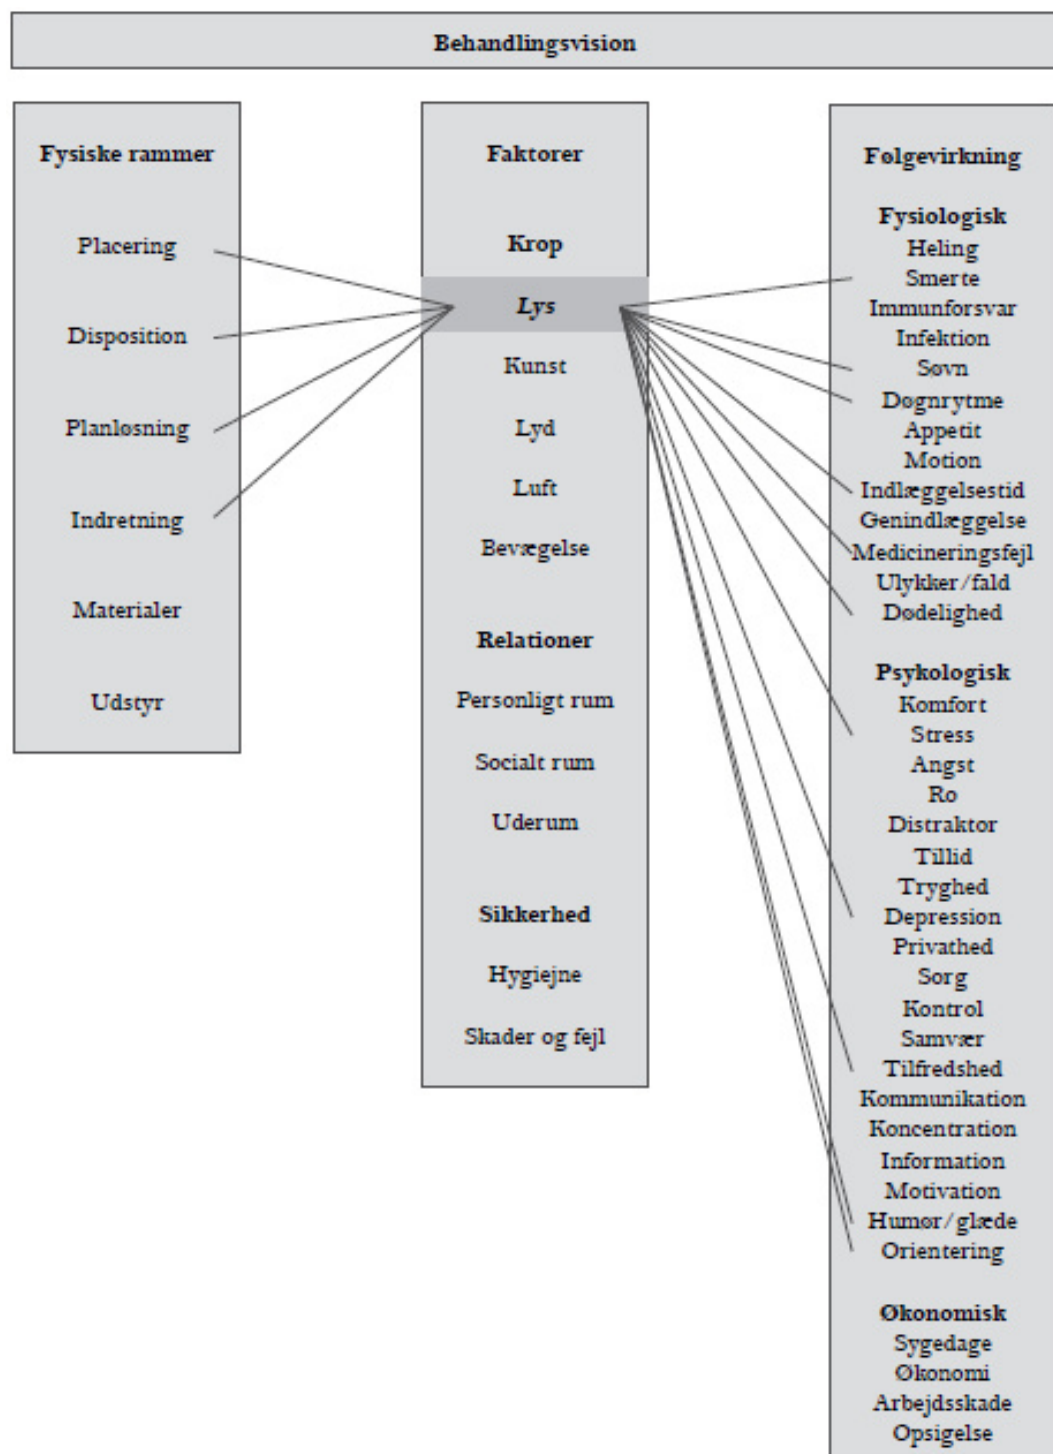 Behandlingsvision
Fysiske rammer
Placering
Disposition
Planløsning
Indretning
Materialer
Udstyr
Faktorer
Krop
Lys
Kunst
Lyd
Luft
Bevægelse
Relationer
Personligt rum
Socialt rum
Uderum
Sikkerhed
Hygiejne
Skader og fejl
Følgevirkning
Fysiologisk
Heling
Smerte
Immunforsvar
Infektion
Søvn
Døgnrytme
Appetit
Motion
Indlæggelsestid
Genindlæggelse
Medicineringsfejl
Ulykker/fald
Dødelighed
Psykologisk
Komfort
Stress
Angst
Ro
Distraktor
Tillid
Tryghed
Depression
Privathed
Sorg
Kontrol
Samvær
Tilfredshed
Kommunikation
Koncentration
Information
Motivation
Humør/glæde
Orientering
Økonomisk
Sygedage
Økonomi
Arbejdsskade
Opsigelse